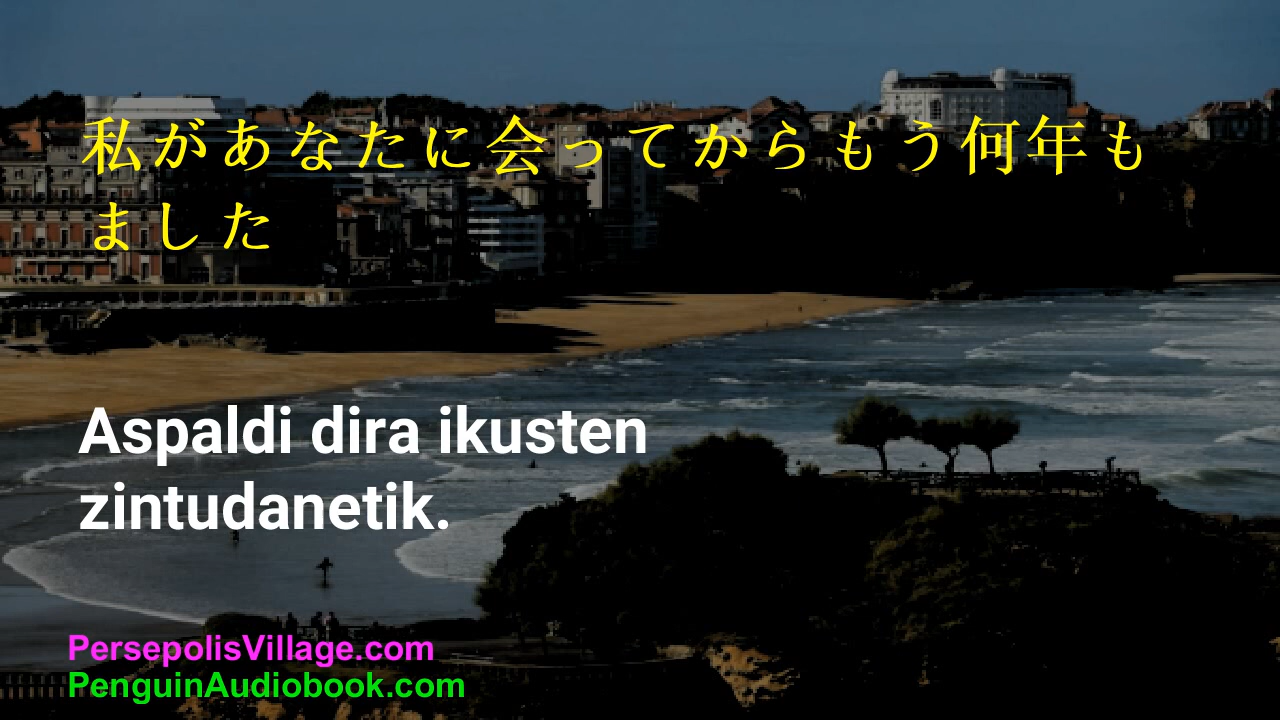 私があなたに会ってからもう何年も
ました
Aspaldi dira ikusten
zintudanetik.
PersepolisVillage.com
PenguinAudiobook.com